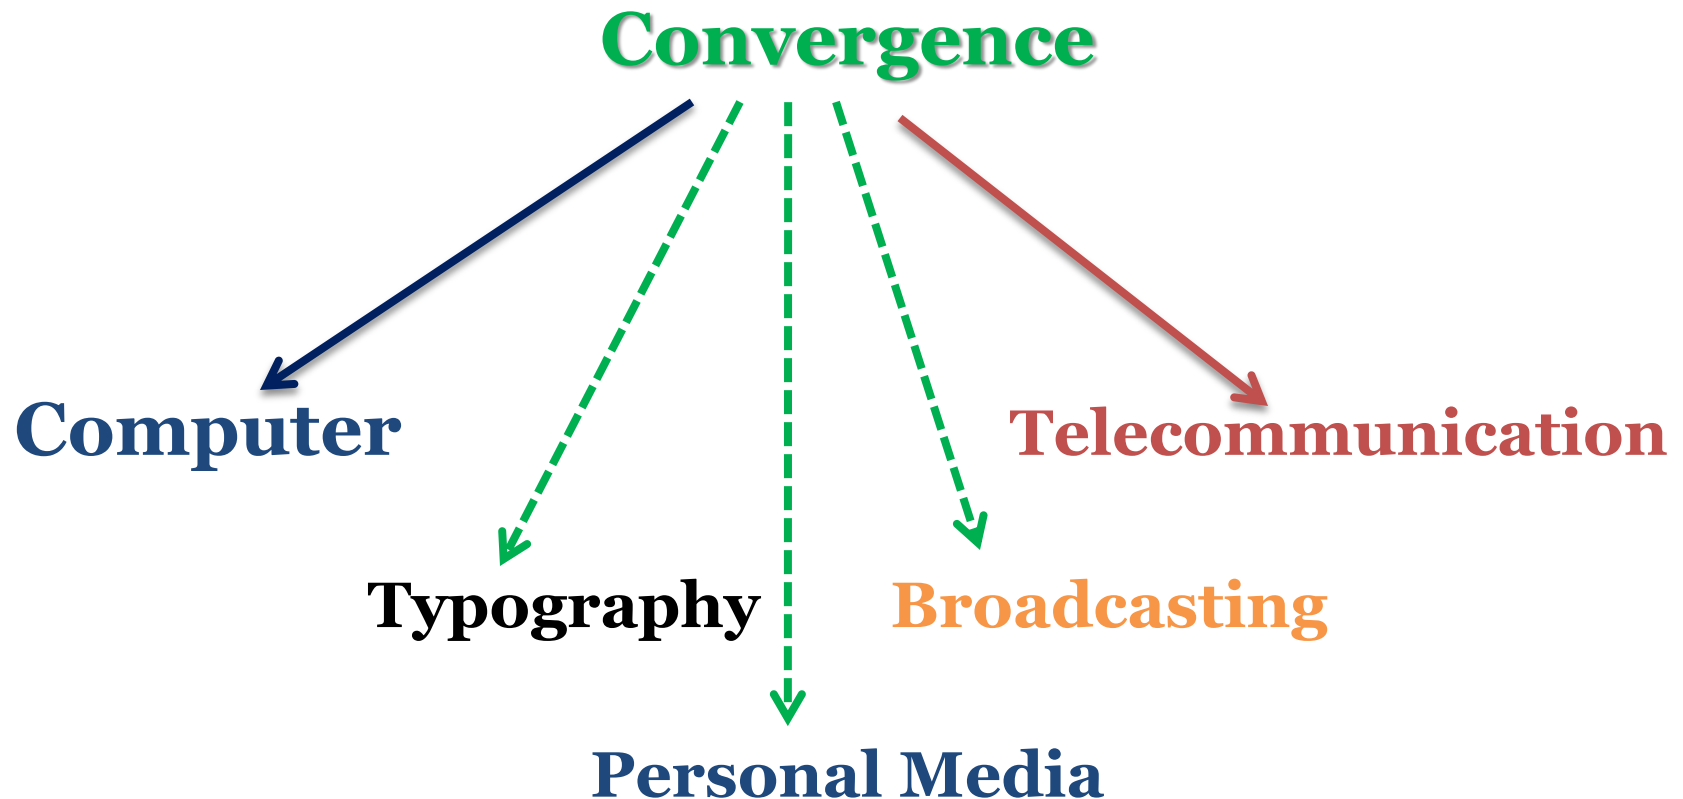 Convergence
Computer
Telecommunication
Typography
Broadcasting
Personal Media